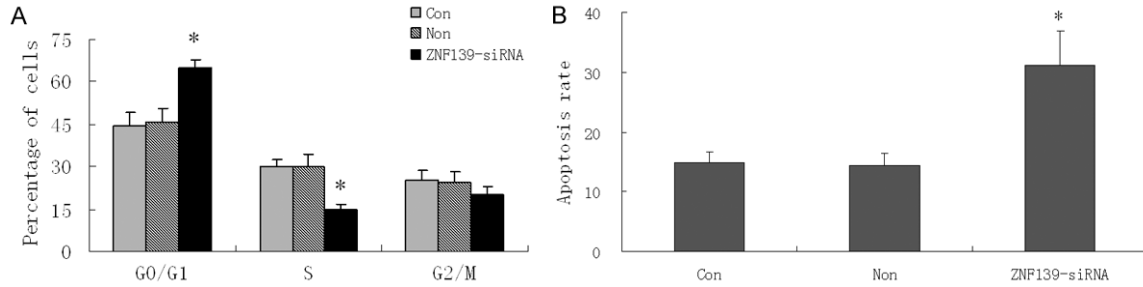 A
Con
Non
ZNF139-siRNA
Percentage of cells
75
60
45
30
15
0
*
*
G0/G1 S G2/M
B
Apoptosis rate
40
30
20
10
0
*
Con Non ZNF139-siRNA